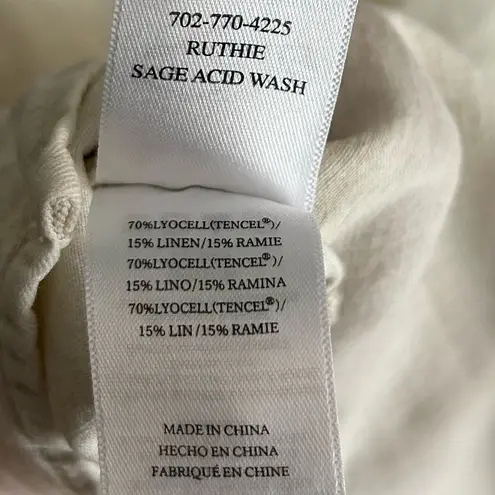 702-770-4225
RUTHIE
SAGE ACID WASH
70%LYOCELL(TENCEL®)/
15% LINEN/15% RAMIE
70%LYOCELL(TENCEL®)/
15% LINO/15% RAMINA
70%LYOCELL(TENCEL®)/
15% LIN/15% RAMIE
MADE IN CHINA
HECHO EN CHINA
FABRIQUÉ EN CHINE